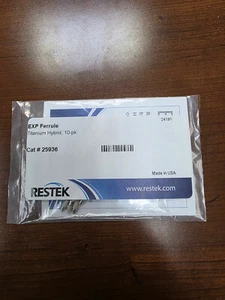 EXP Ferrule
Titanium Hybrid, 10-pk
Cat # 25936
Made in USA
RESTEK
www.restek.com